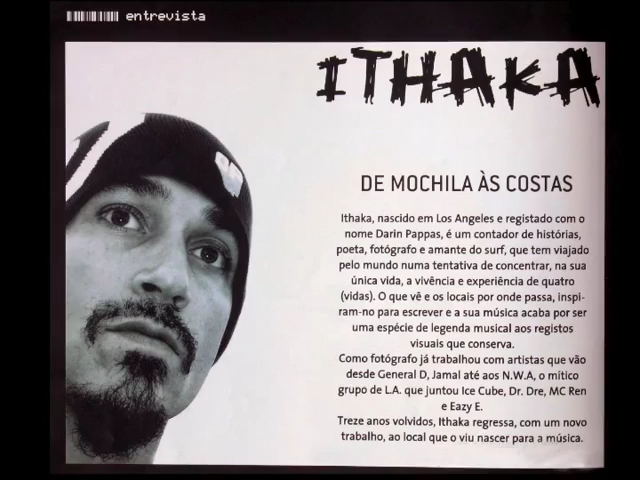 entrevista
ITHAKA
DE MOCHILA ÀS COSTAS
Ithaka, nascido em Los Angeles e registado com o
nome Darin Pappas, é um contador de histórias,
poeta, fotógrafo e amante do surf, que tem viajado
pelo mundo numa tentativa de concentrar, na sua
única vida, a vivência e experiência de quatro
(vidas). O que vê e os locais por onde passa, inspi-
ram-no para escrever e a sua música acaba por ser
uma espécie de legenda musical aos registos
visuais que conserva.
Como fotógrafo já trabalhou com artistas que vão
desde General D, Jamal até aos N.W.A, o mítico
grupo de L.A. que juntou Ice Cube, Dr. Dre, MC Ren
e Eazy E.
Treze anos volvidos, Ithaka regressa, com um novo
trabalho, ao local que o viu nascer para a música.